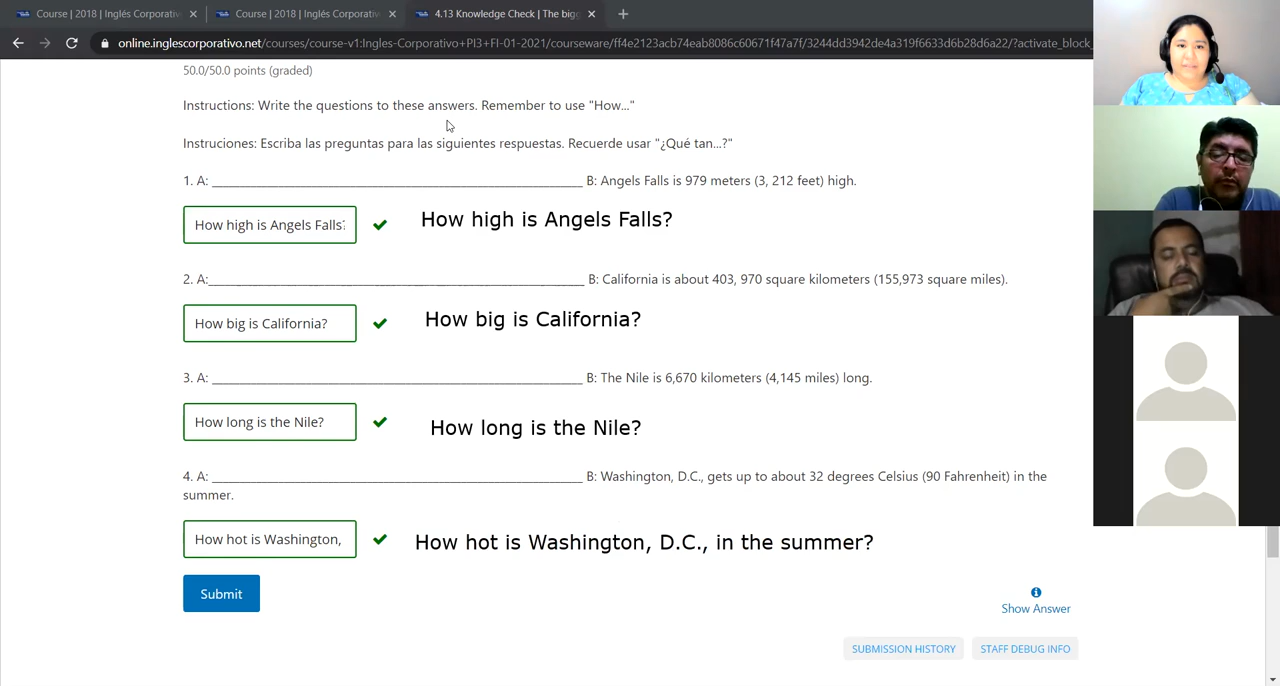 Course | 2018 | Inglés Corporativ
Course | 2018 | Inglés Corporativ
4.13 Knowledge Check | The bigg
online.inglescorporativo.net/courses/course-v1:Ingles-Corporativo+PI3+FI-01-2021/courseware/ff4e2123acb74eab8086c60671f47a7f/3244dd3942de4a319f6633d6b28d6a22/?activate_block_
50.0/50.0 points (graded)
Instructions: Write the questions to these answers. Remember to use "How..."
Instruciones: Escriba las preguntas para las siguientes respuestas. Recuerde usar "¿Qué tan...?"
1. A: ______________________________________________ B: Angels Falls is 979 meters (3, 212 feet) high.
How high is Angels Falls?
How high is Angels Falls?
2. A:______________________________________________ B: California is about 403, 970 square kilometers (155,973 square miles).
How big is California?
How big is California?
3. A: ______________________________________________ B: The Nile is 6,670 kilometers (4,145 miles) long.
How long is the Nile?
How long is the Nile?
4. A: ______________________________________________ B: Washington, D.C., gets up to about 32 degrees Celsius (90 Fahrenheit) in the
summer.
How hot is Washington,
How hot is Washington, D.C., in the summer?
Submit
Show Answer
SUBMISSION HISTORY
STAFF DEBUG INFO